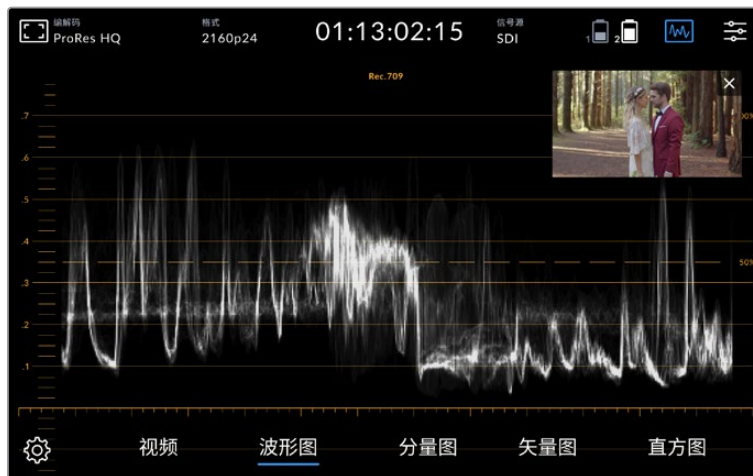 编解码
ProRes HQ
格式
2160p24
01:13:02:15
信号源
SDI
1
2
Rec.709
.7
.6
.5
.4
.3
.2
.1
90%
50%
视频
波形图
分量图
矢量图
直方图